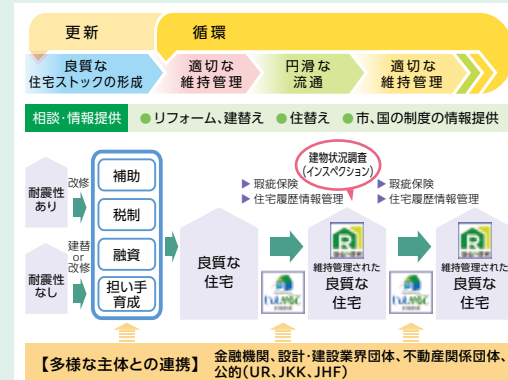 更新
循環
良質な
住宅ストックの形成
適切な
維持管理
円滑な
流通
適切な
維持管理
相談・情報提供
●リフォーム、建替え ●住替え ●市、国の制度の情報提供
建物状況調査
(インスペクション)
▶瑕疵保険
▶住宅履歴情報管理
▶瑕疵保険
▶住宅履歴情報管理
耐震性
あり
改修
耐震性
なし
建替
or
改修
補助
税制
融資
担い手
育成
良質な
住宅
R
維持管理された
良質な
住宅
R
維持管理された
良質な
住宅
【多様な主体との連携】
金融機関、設計・建設業界団体、不動産関係団体、
公的(UR、JKK、JHF)